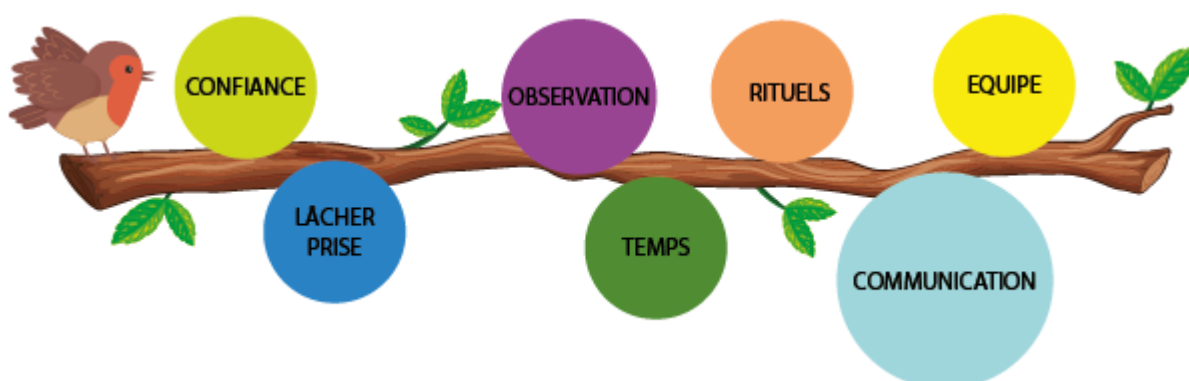 CONFIANCE
OBSERVATION
RITUELS
EQUIPE
LÂCHER
PRISE
TEMPS
COMMUNICATION